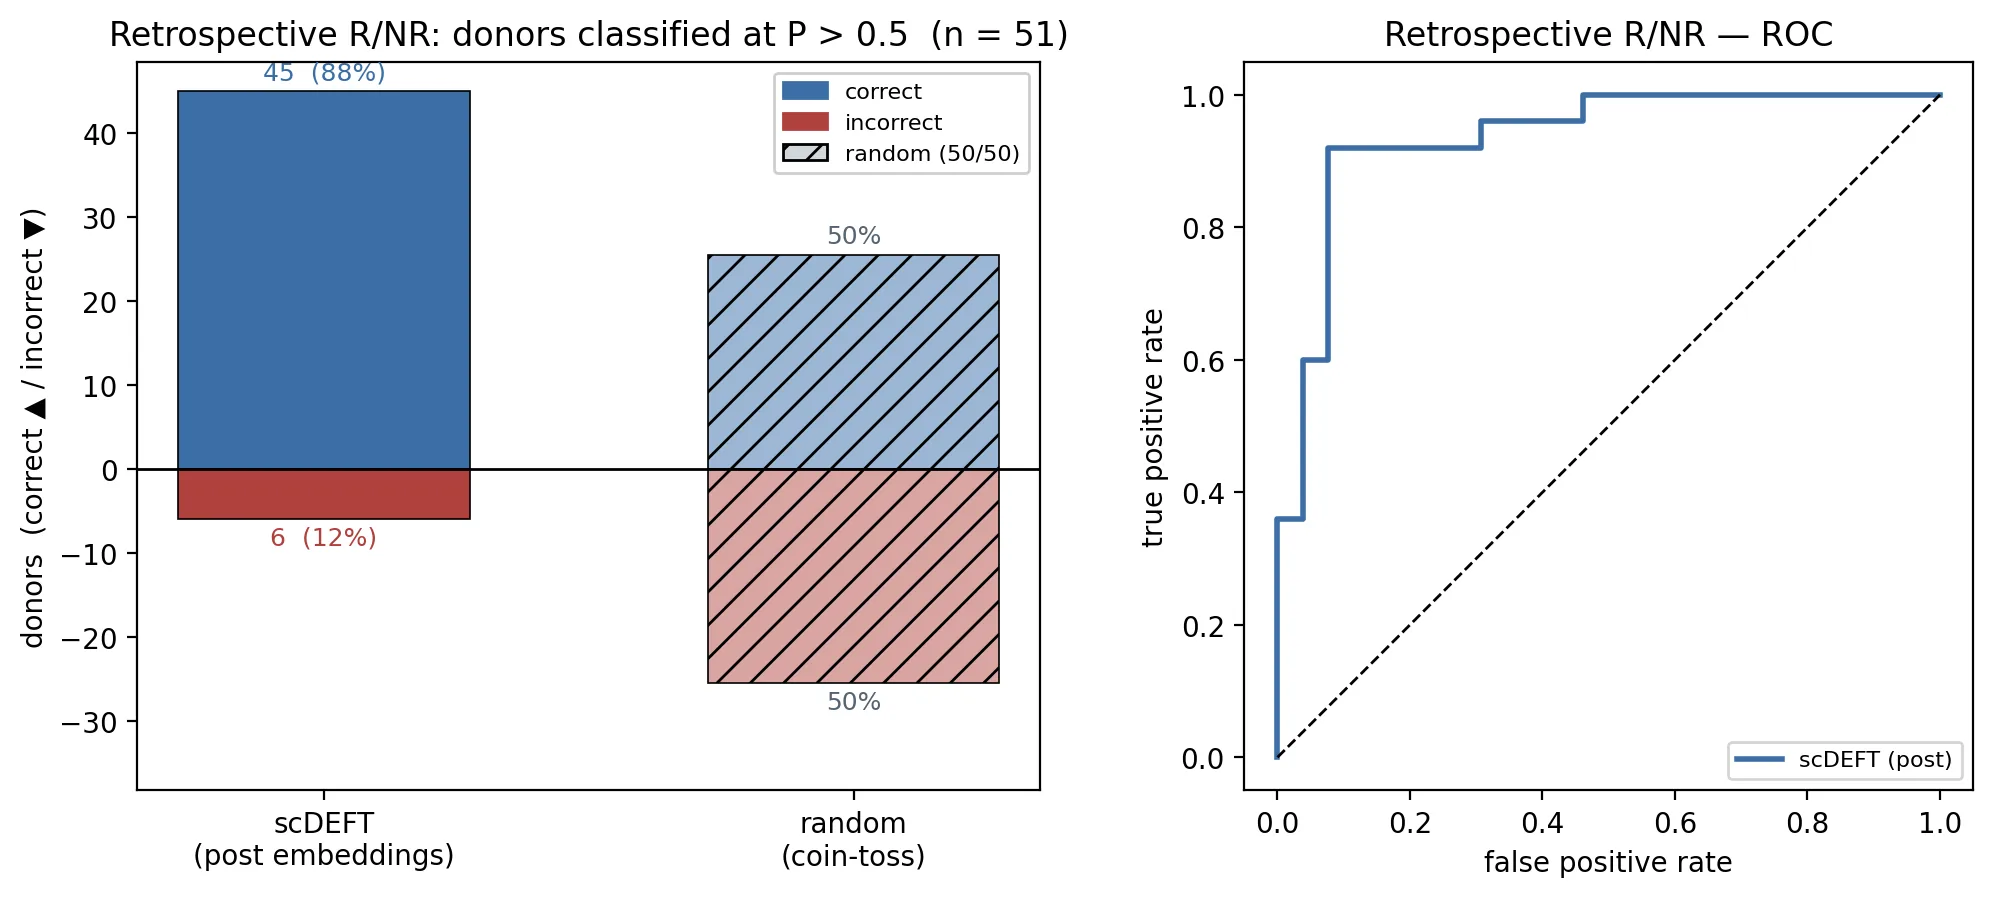 Retrospective R/NR: donors classified at P > 0.5  (n = 51)
45  (88%)
correct
incorrect
random (50/50)
50%
6  (12%)
50%
donors  (correct ▲ / incorrect ▼)
40
30
20
10
0
−10
−20
−30
scDEFT
(post embeddings)
random
(coin-toss)
Retrospective R/NR — ROC
true positive rate
1.0
0.8
0.6
0.4
0.2
0.0
scDEFT (post)
0.0 0.2 0.4 0.6 0.8 1.0
false positive rate